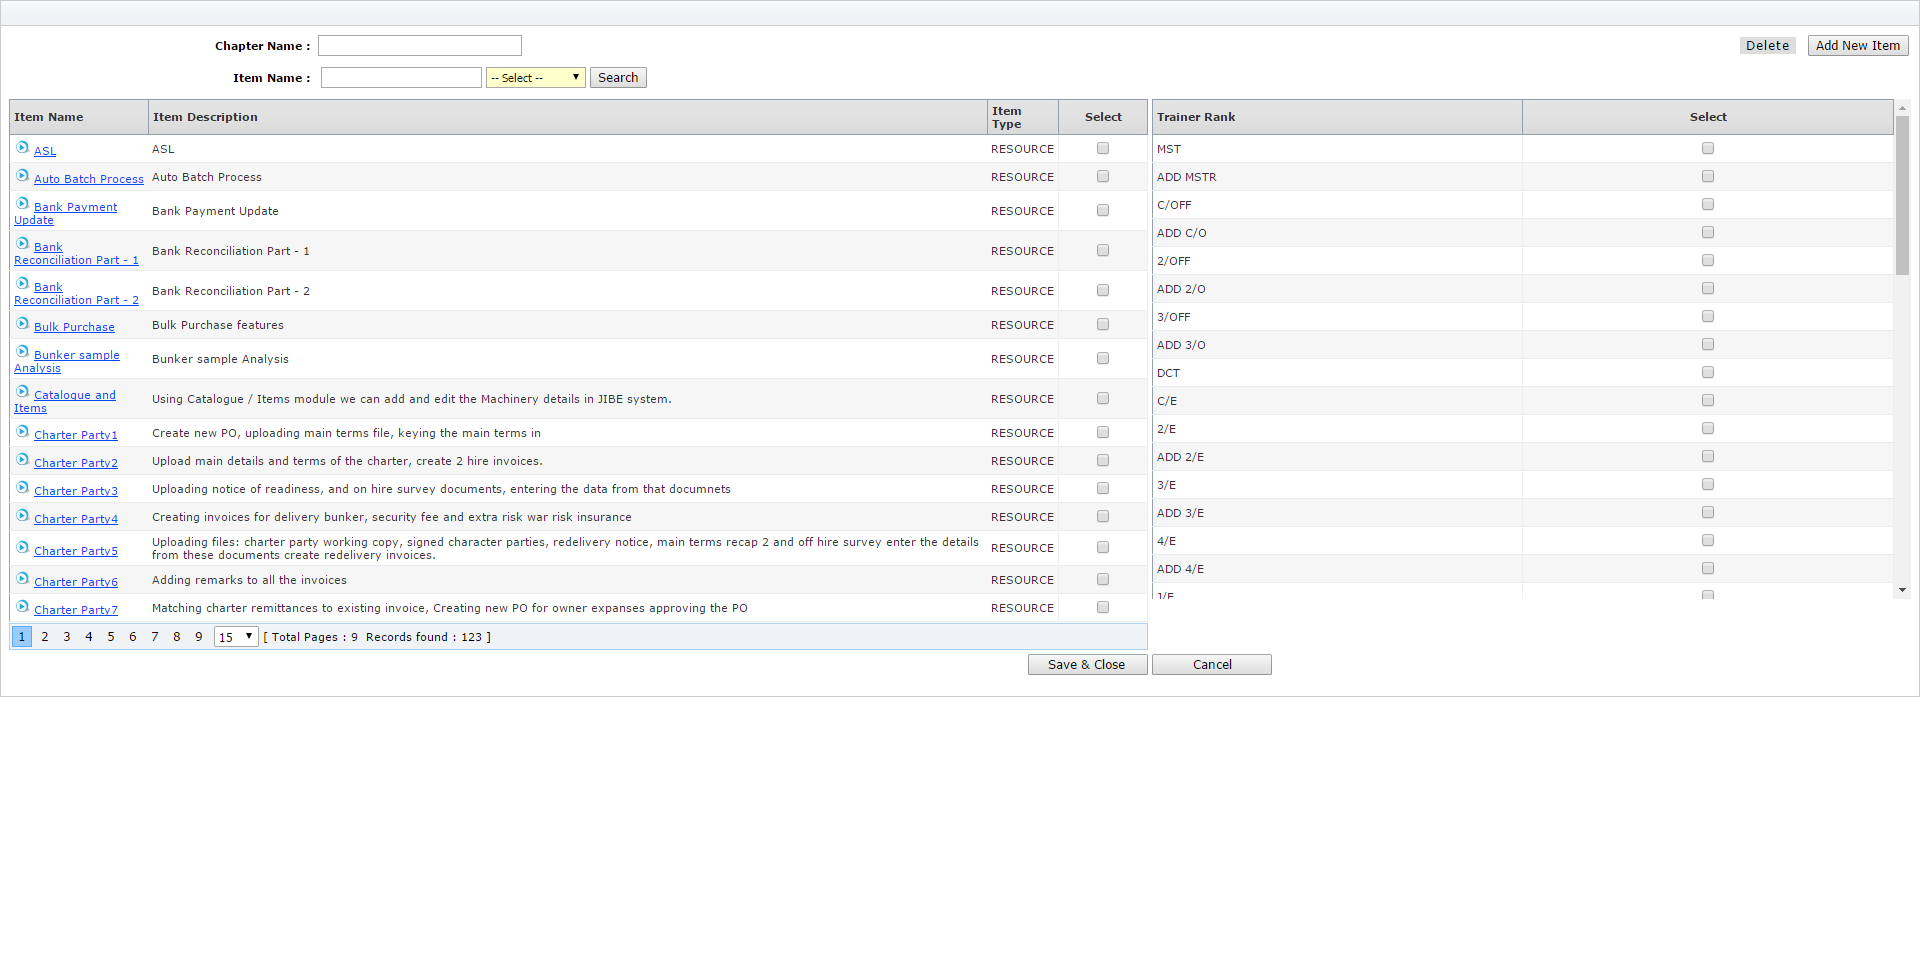 Chapter Name :
Delete Add New Item
Item Name : -- Select -- Search
Item Name Item Description Item Type Select
ASL ASL RESOURCE
Auto Batch Process Auto Batch Process RESOURCE
Bank Payment Update Bank Payment Update RESOURCE
Bank Reconciliation Part - 1 Bank Reconciliation Part - 1 RESOURCE
Bank Reconciliation Part - 2 Bank Reconciliation Part - 2 RESOURCE
Bulk Purchase Bulk Purchase features RESOURCE
Bunker sample Analysis Bunker sample Analysis RESOURCE
Catalogue and Items Using Catalogue / Items module we can add and edit the Machinery details in JIBE system. RESOURCE
Charter Party1 Create new PO, uploading main terms file, keying the main terms in RESOURCE
Charter Party2 Upload main details and terms of the charter, create 2 hire invoices. RESOURCE
Charter Party3 Uploading notice of readiness, and on hire survey documents, entering the data from that documnets RESOURCE
Charter Party4 Creating invoices for delivery bunker, security fee and extra risk war risk insurance RESOURCE
Charter Party5 Uploading files: charter party working copy, signed character parties, redelivery notice, main terms recap 2 and off hire survey enter the details
from these documents create redelivery invoices. RESOURCE
Charter Party6 Adding remarks to all the invoices RESOURCE
Charter Party7 Matching charter remittances to existing invoice, Creating new PO for owner expanses approving the PO RESOURCE
1 2 3 4 5 6 7 8 9 15 [ Total Pages : 9 Records found : 123 ]
Trainer Rank Select
MST
ADD MSTR
C/OFF
ADD C/O
2/OFF
ADD 2/O
3/OFF
ADD 3/O
DCT
C/E
2/E
ADD 2/E
3/E
ADD 3/E
4/E
ADD 4/E
1/E
Save & Close Cancel